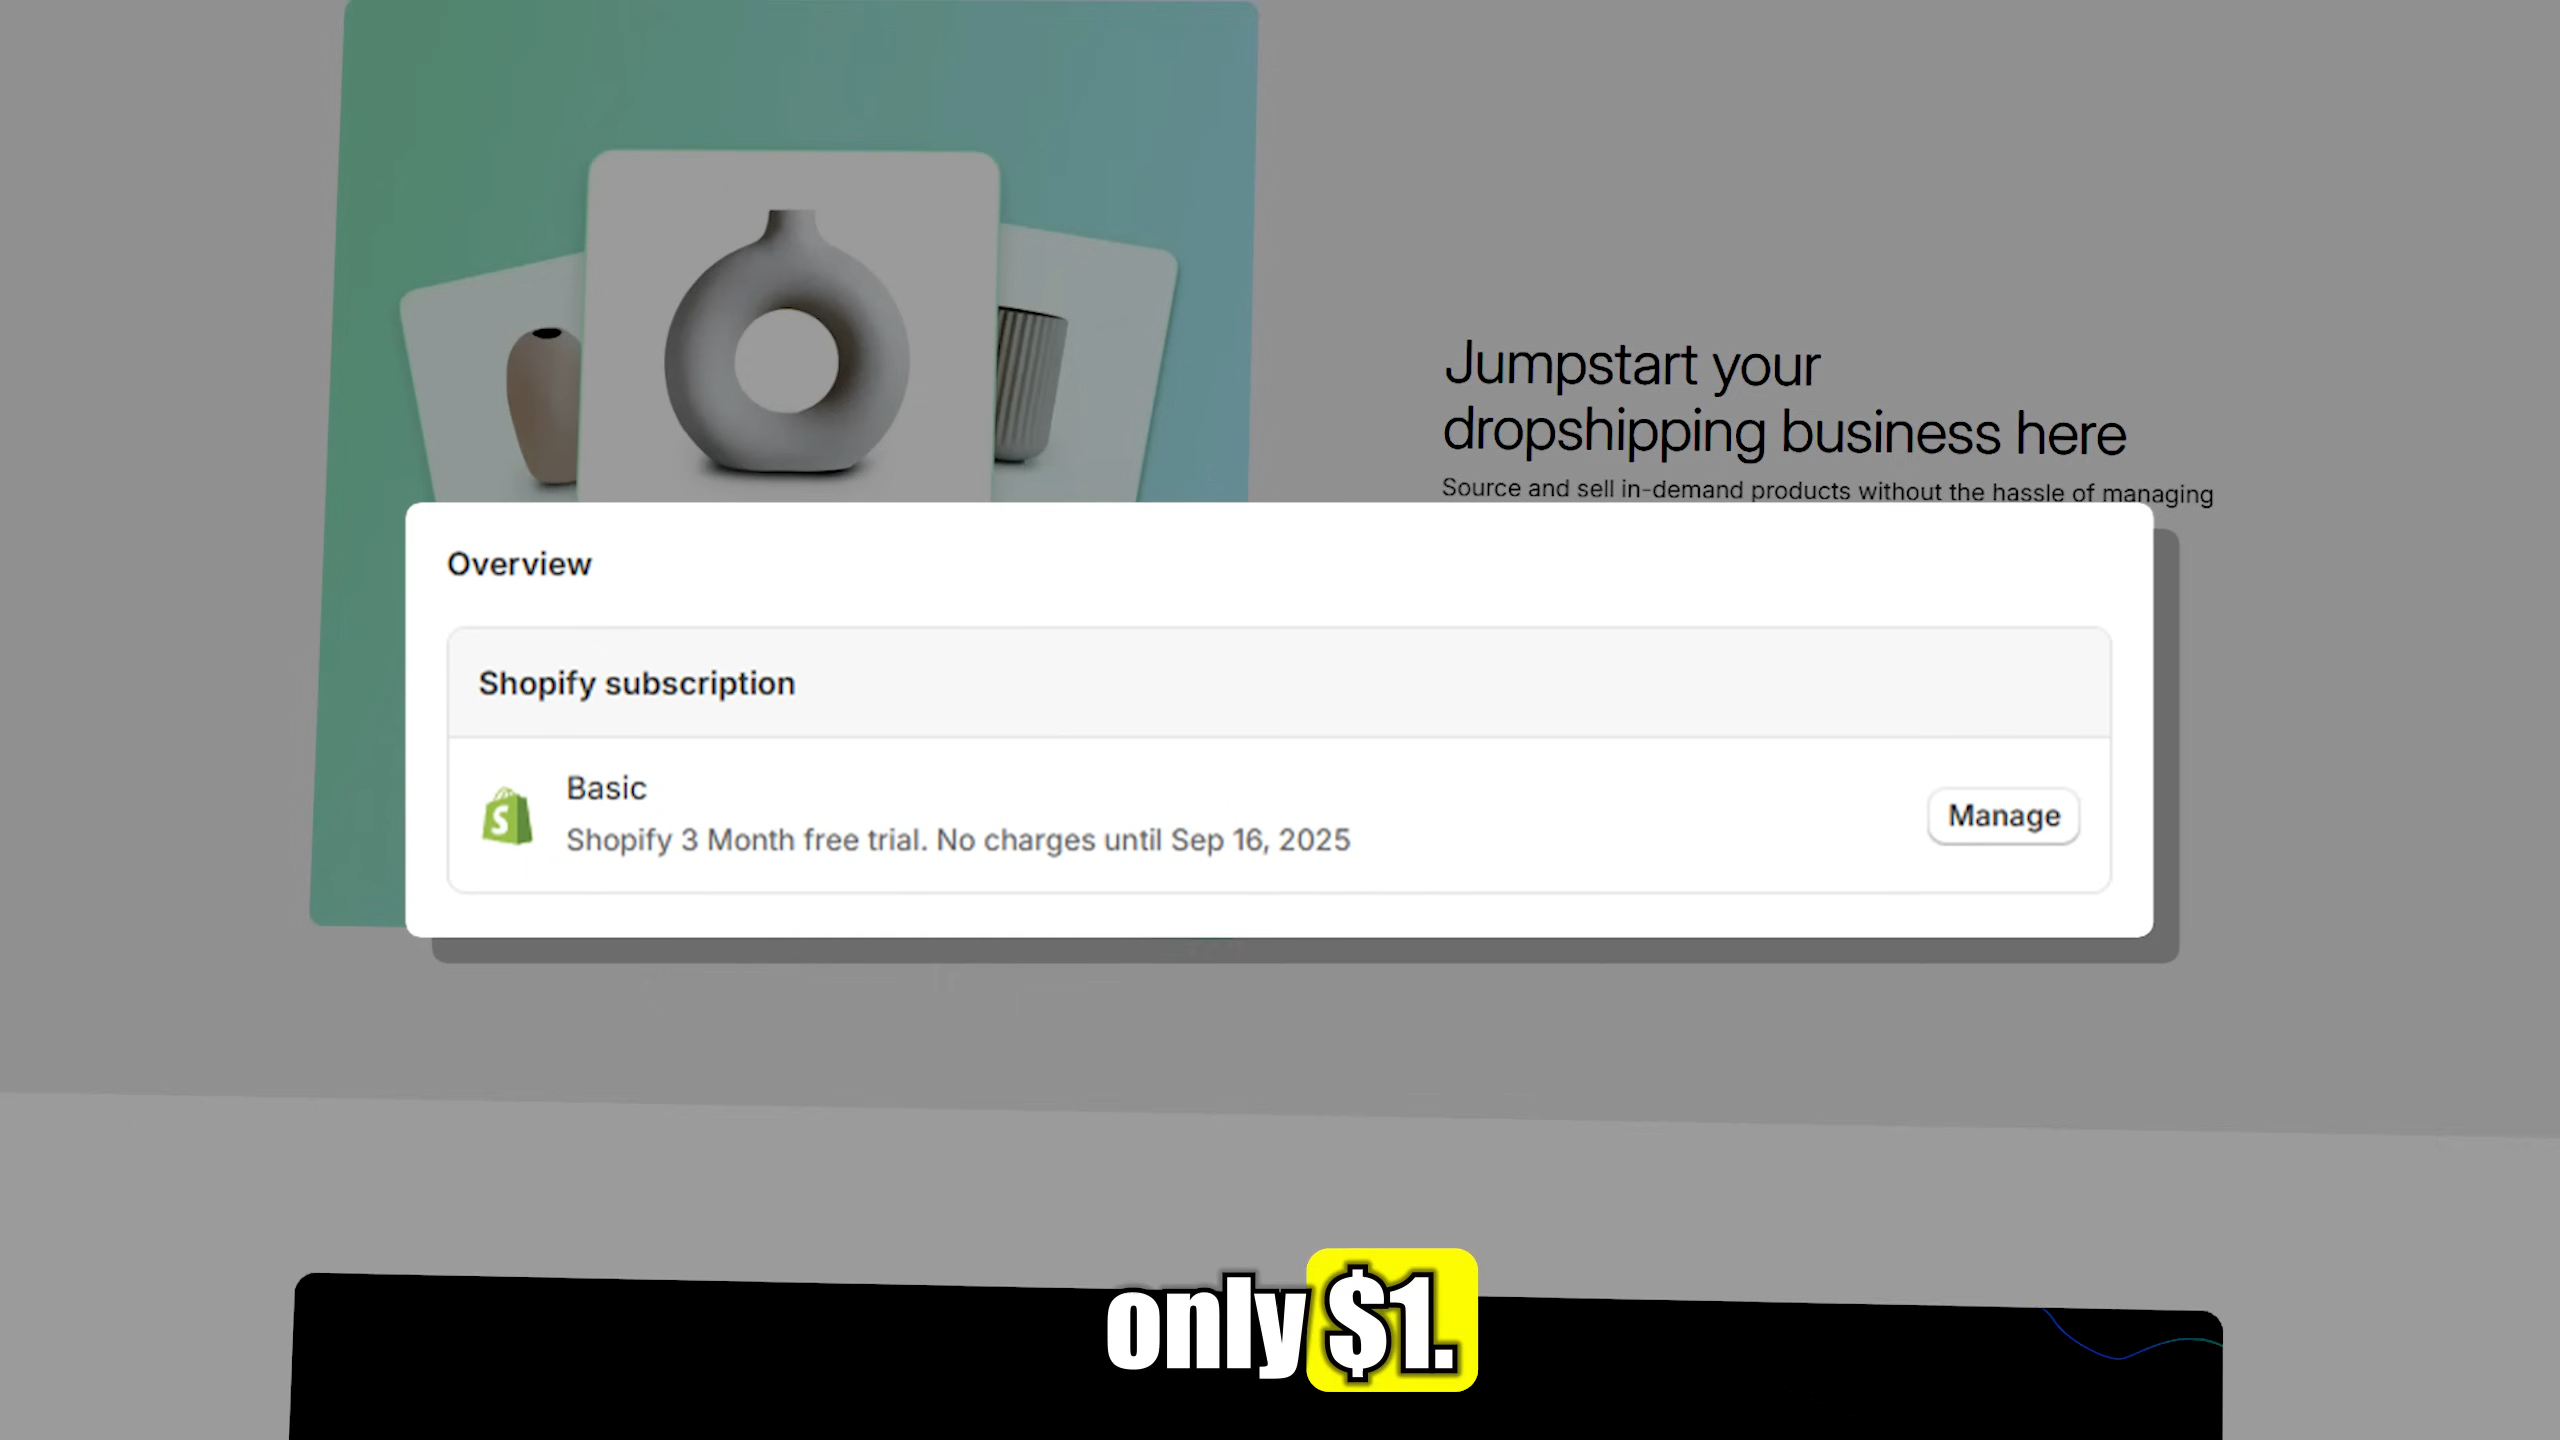 Jumpstart your
dropshipping business here
Source and sell in-demand products without the hassle of managing
Overview
Shopify subscription
Basic
Shopify 3 Month free trial. No charges until Sep 16, 2025
Manage
only $1.